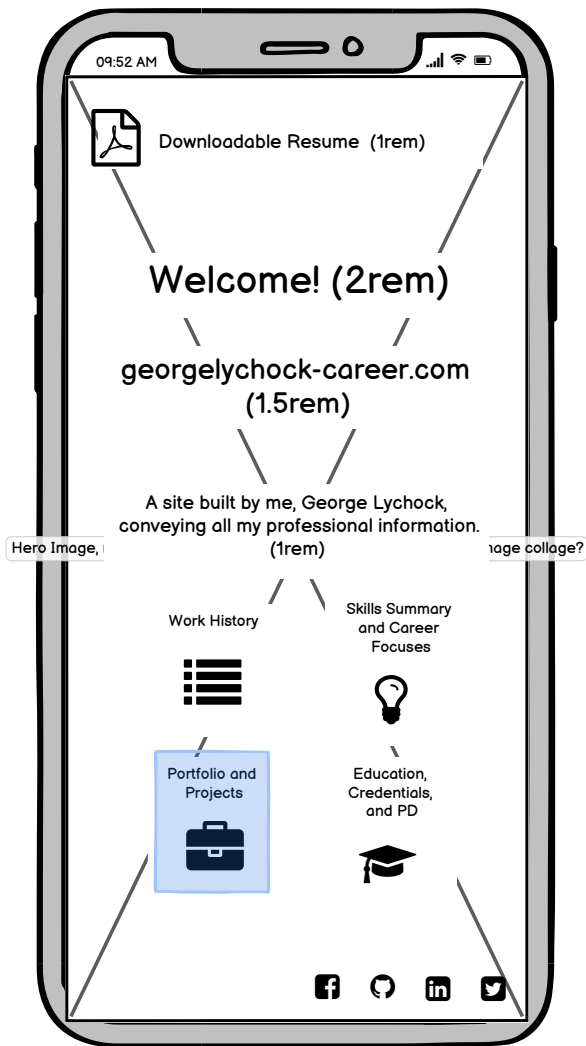 09:52 AM
Downloadable Resume (1rem)
Welcome! (2rem)
georgelychock-career.com
(1.5rem)
A site built by me, George Lychock,
conveying all my professional information.
(1rem)
Hero Image,
collage?
Work History
Skills Summary
and Career
Focuses
Portfolio and
Projects
Education,
Credentials,
and PD
in